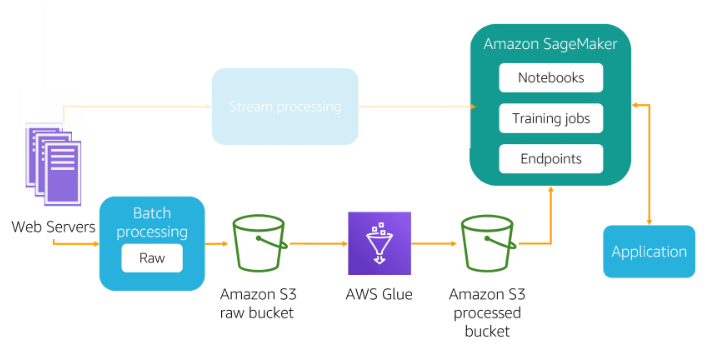 Amazon SageMaker
Notebooks
Stream processing
Training jobs
Endpoints
Web Servers
Batch
processing
Raw
Application
Amazon S3
raw bucket
AWS Glue
Amazon S3
processed
bucket